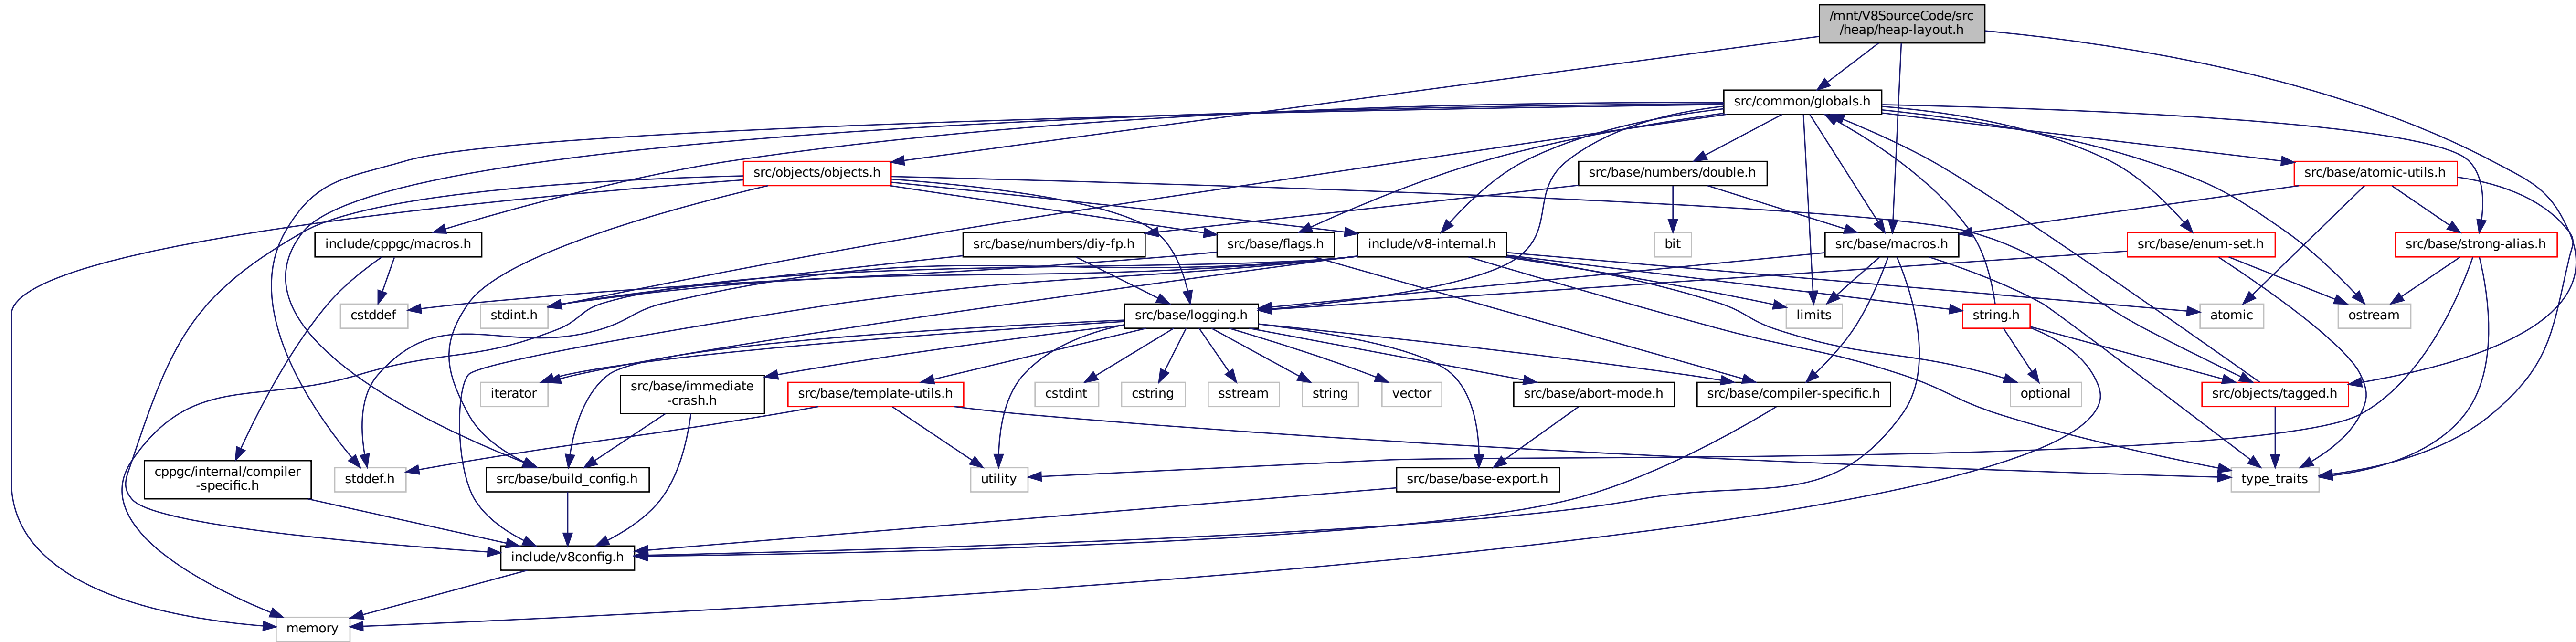 /mnt/V8SourceCode/src
/heap/heap-layout.h
src/common/globals.h
src/objects/objects.h
src/base/numbers/double.h
src/base/atomic-utils.h
include/cppgc/macros.h
src/base/numbers/diy-fp.h
src/base/flags.h
include/v8-internal.h
bit
src/base/macros.h
src/base/enum-set.h
src/base/strong-alias.h
cstddef
stdint.h
src/base/logging.h
limits
string.h
atomic
ostream
iterator
src/base/immediate
-crash.h
src/base/template-utils.h
cstdint
cstring
sstream
string
vector
src/base/abort-mode.h
src/base/compiler-specific.h
optional
src/objects/tagged.h
cppgc/internal/compiler
-specific.h
stddef.h
src/base/build_config.h
utility
src/base/base-export.h
type_traits
include/v8config.h
memory